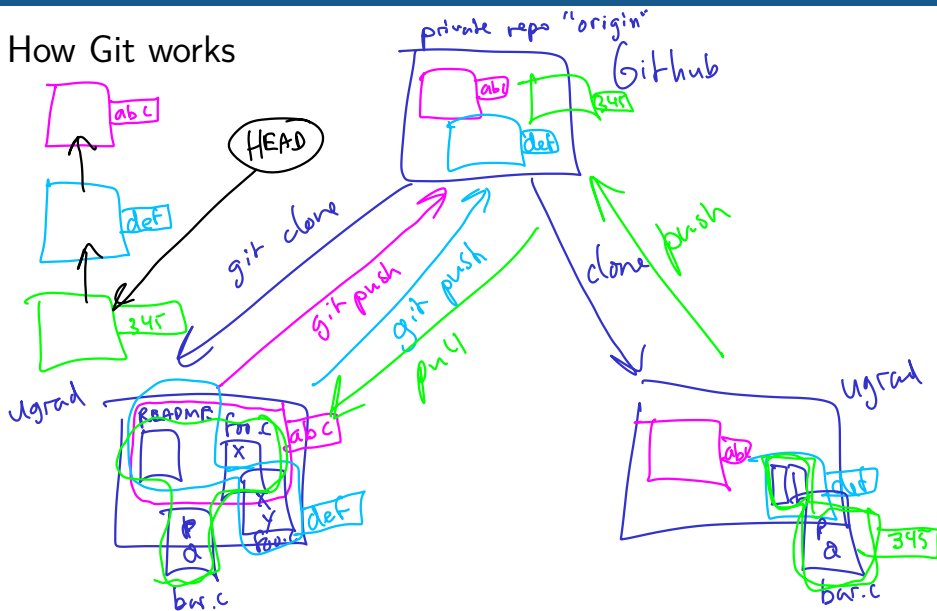 How Git works
private repo "origin"
Github
abc
def
345
HEAD
abc
def
345
git clone
git push
git push
pull
clone
push
ugrad
README
foo.c
X
abc
X
Y
foo.c
def
P
Q
bar.c
ugrad
abc
def
P
Q
345
bar.c